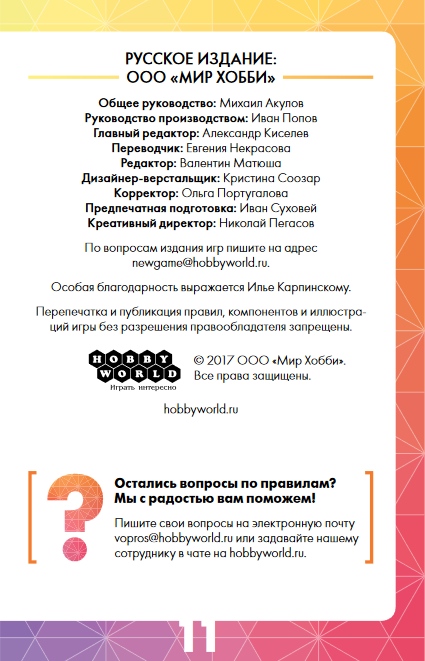 РУССКОЕ ИЗДАНИЕ:
ООО «МИР ХОББИ»
Общее руководство: Михаил Акулов
Руководство производством: Иван Попов
Главный редактор: Александр Киселев
Переводчик: Евгения Некрасова
Редактор: Валентин Матюша
Дизайнер-верстальщик: Кристина Соозар
Корректор: Ольга Португалова
Предпечатная подготовка: Иван Суховей
Креативный директор: Николай Пегасов
По вопросам издания игр пишите на адрес
newgame@hobbyworld.ru.
Особая благодарность выражается Илье Карпинскому.
Перепечатка и публикация правил, компонентов и иллюстра-
ций игры без разрешения правообладателя запрещены.
HOBBY
WORLD
Играть интересно
© 2017 ООО «Мир Хобби».
Все права защищены.
hobbyworld.ru
?
Остались вопросы по правилам?
Мы с радостью вам поможем!
Пишите свои вопросы на электронную почту
vopros@hobbyworld.ru или задавайте нашему
сотруднику в чате на hobbyworld.ru.
11